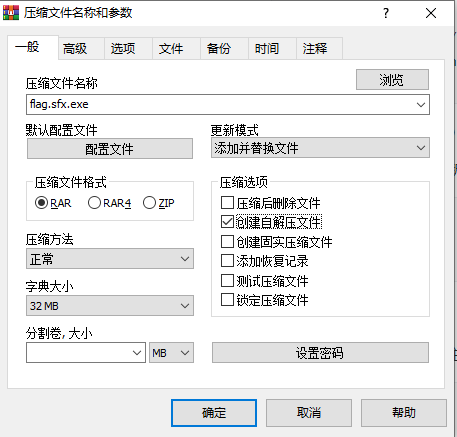 压缩文件名称和参数
一般 高级 选项 文件 备份 时间 注释
压缩文件名称
浏览
flag.sfx.exe
默认配置文件
更新模式
配置文件
添加并替换文件
压缩文件格式
RAR RAR4 ZIP
压缩选项
压缩后删除文件
创建自解压文件
创建固实压缩文件
添加恢复记录
测试压缩文件
锁定压缩文件
压缩方法
正常
字典大小
32 MB
分割卷, 大小
MB
设置密码
确定 取消 帮助